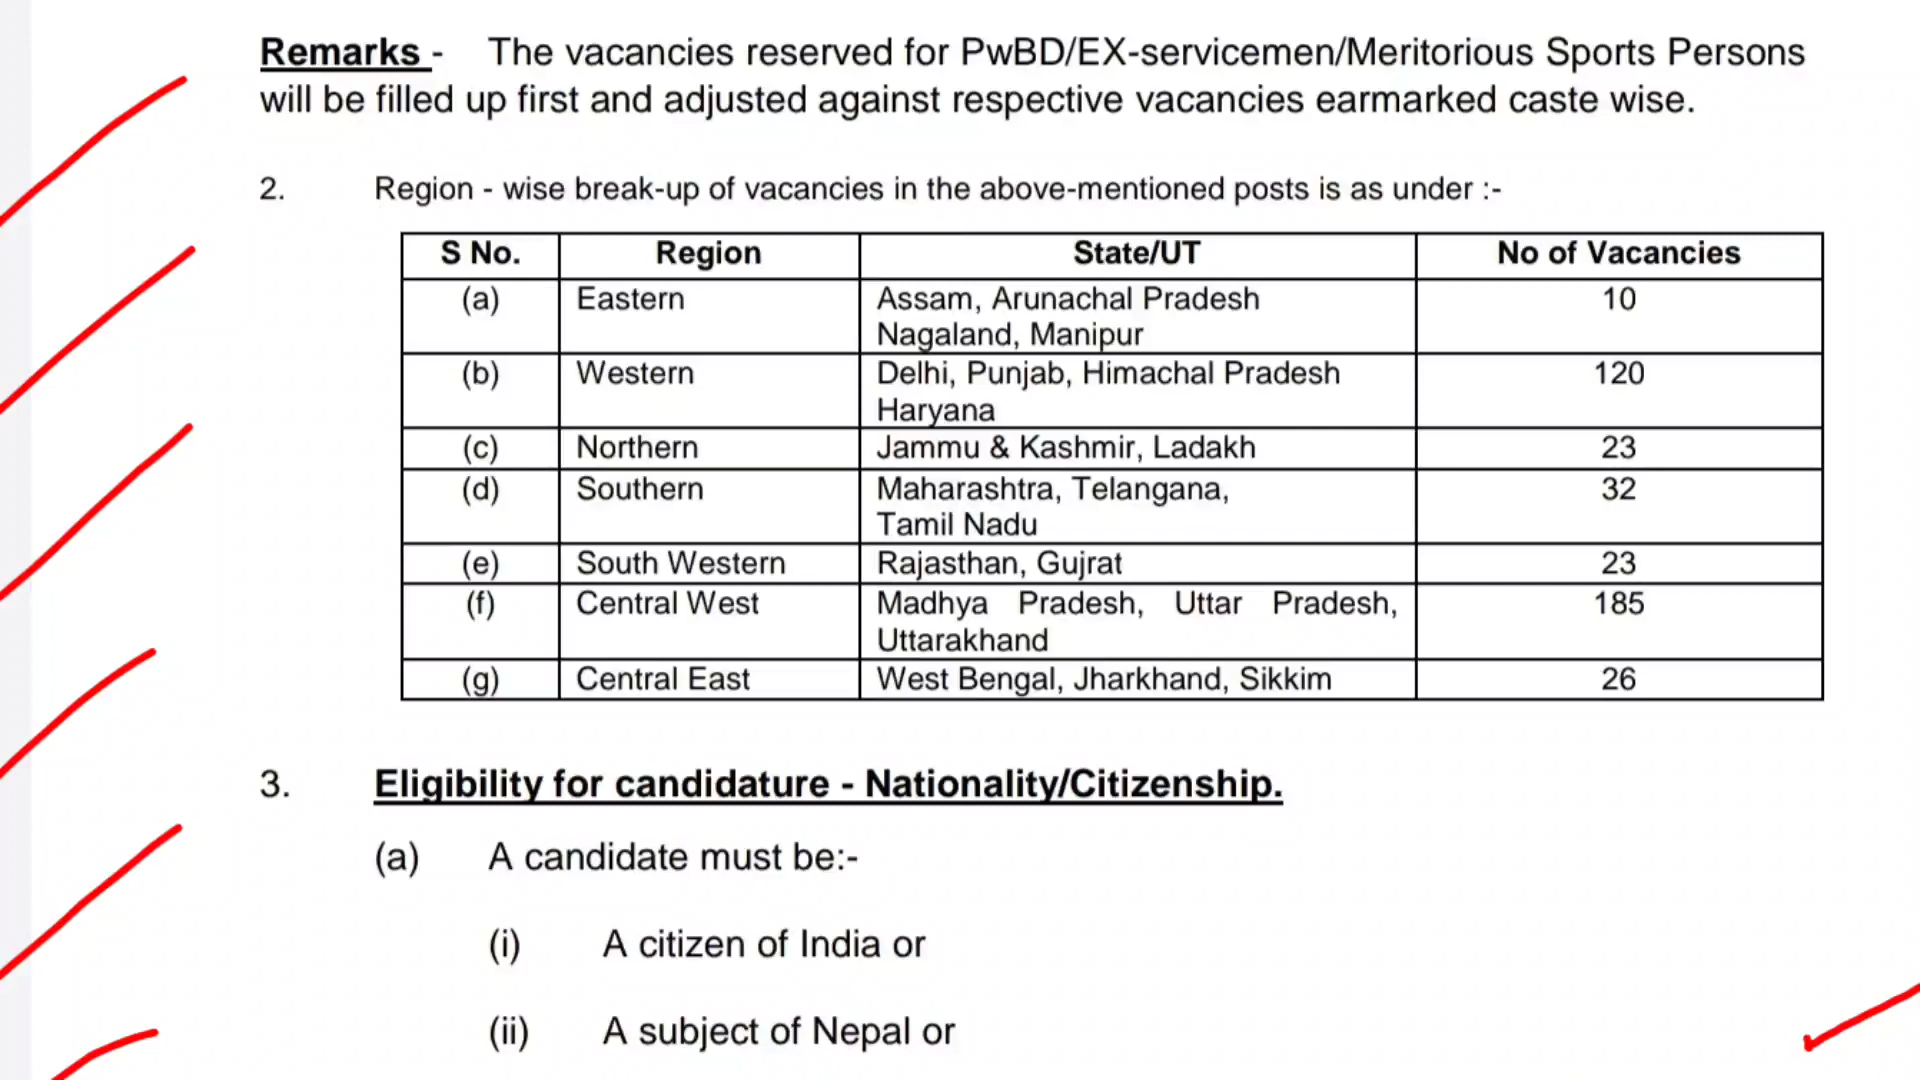 Remarks - The vacancies reserved for PwBD/EX-servicemen/Meritorious Sports Persons
will be filled up first and adjusted against respective vacancies earmarked caste wise.
2. Region - wise break-up of vacancies in the above-mentioned posts is as under :-
S No. Region State/UT No of Vacancies
(a) Eastern Assam, Arunachal Pradesh 10
Nagaland, Manipur
(b) Western Delhi, Punjab, Himachal Pradesh 120
Haryana
(c) Northern Jammu & Kashmir, Ladakh 23
(d) Southern Maharashtra, Telangana, 32
Tamil Nadu
(e) South Western Rajasthan, Gujrat 23
(f) Central West Madhya Pradesh, Uttar Pradesh, 185
Uttarakhand
(g) Central East West Bengal, Jharkhand, Sikkim 26
3. Eligibility for candidature - Nationality/Citizenship.
(a) A candidate must be:-
(i) A citizen of India or
(ii) A subject of Nepal or